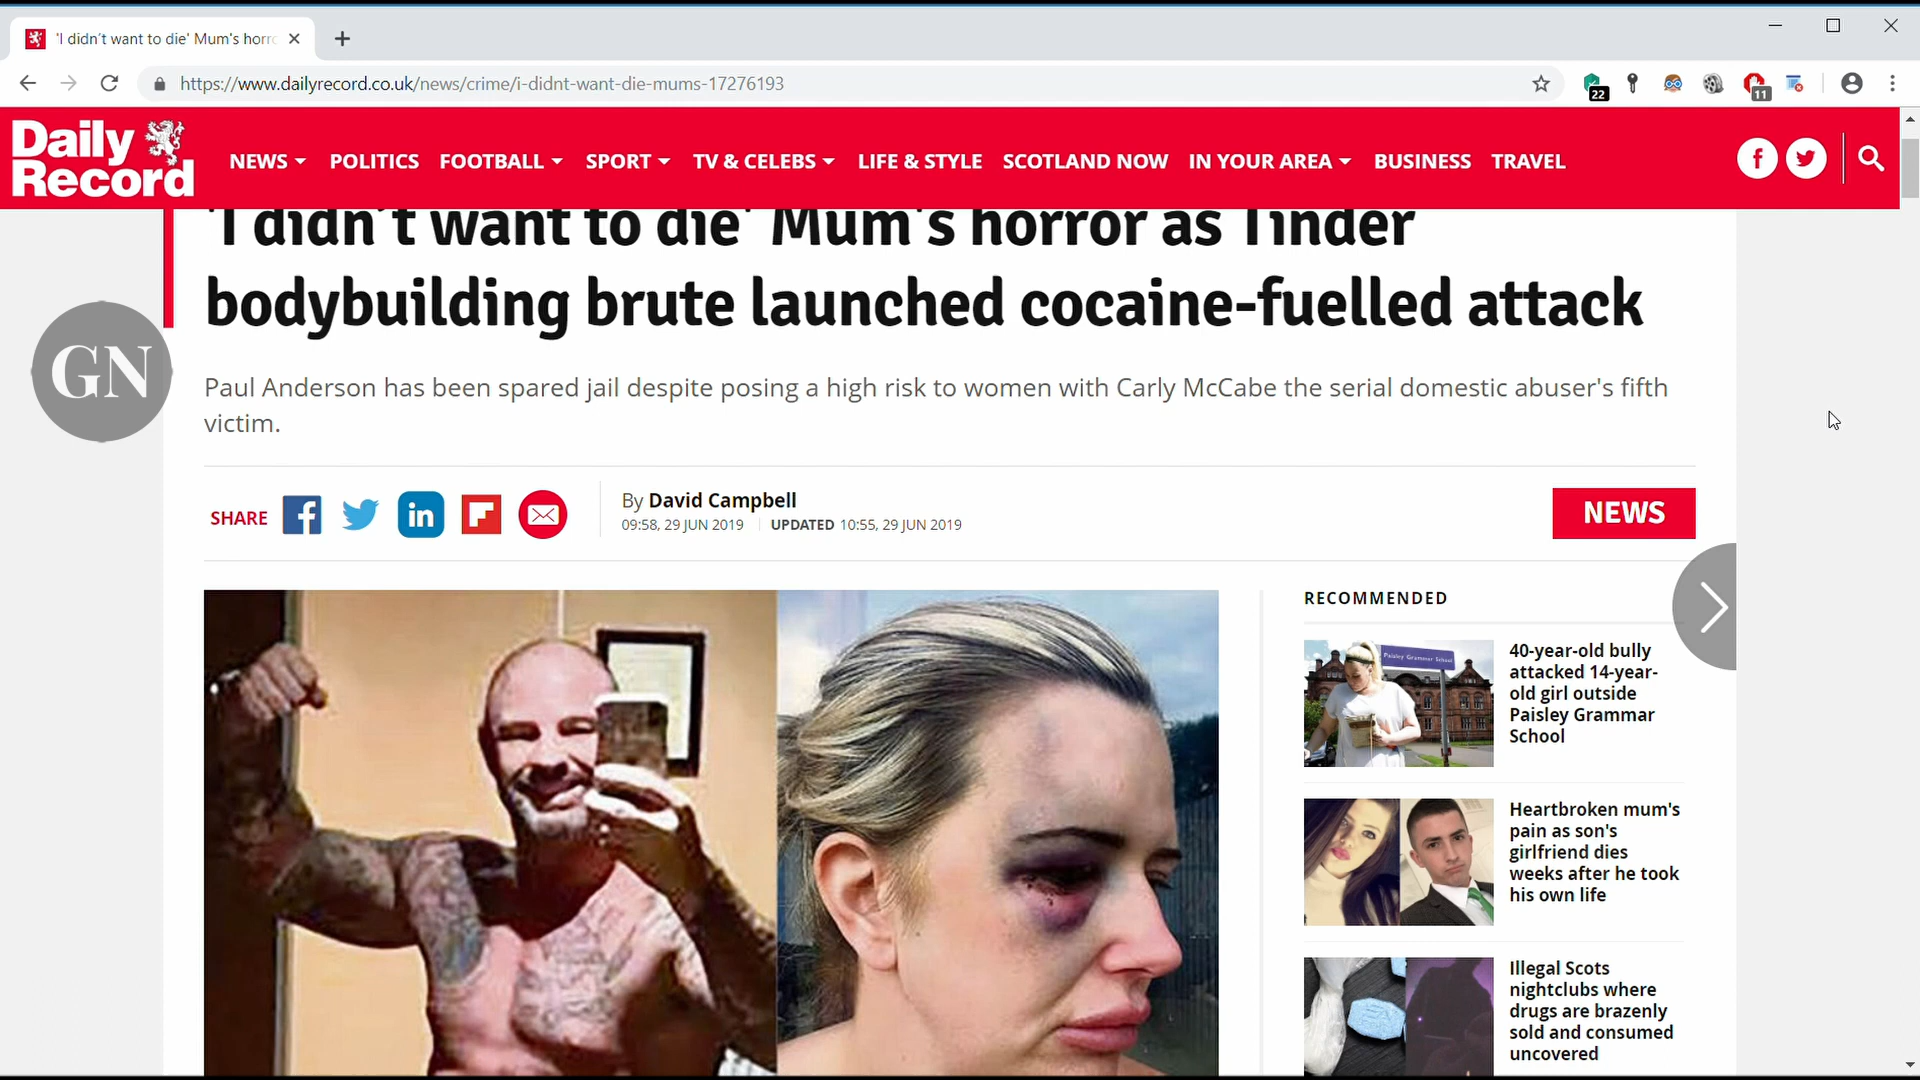 'I didn't want to die' Mum's horro
https://www.dailyrecord.co.uk/news/crime/i-didnt-want-die-mums-17276193
22
11
Daily
Record
NEWS
POLITICS
FOOTBALL
SPORT
TV & CELEBS
LIFE & STYLE
SCOTLAND NOW
IN YOUR AREA
BUSINESS
TRAVEL
'I didn't want to die' Mum's horror as Tinder
bodybuilding brute launched cocaine-fuelled attack
GN
Paul Anderson has been spared jail despite posing a high risk to women with Carly McCabe the serial domestic abuser's fifth
victim.
SHARE
By David Campbell
09:58, 29 JUN 2019 UPDATED 10:55, 29 JUN 2019
NEWS
RECOMMENDED
Paisley Grammar School
40-year-old bully
attacked 14-year-
old girl outside
Paisley Grammar
School
Heartbroken mum's
pain as son's
girlfriend dies
weeks after he took
his own life
Illegal Scots
nightclubs where
drugs are brazenly
sold and consumed
uncovered